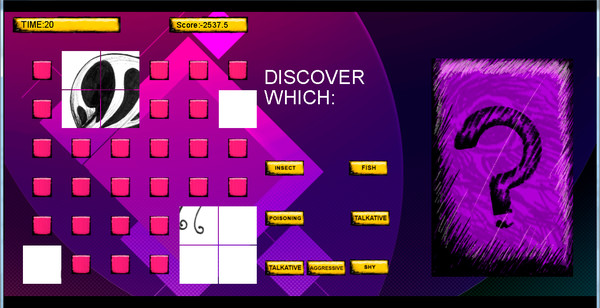 TIME:20
Score:-2537.5
DISCOVER
WHICH:
INSECT
FISH
POISONING
TALKATIVE
TALKATIVE
AGGRESSIVE
SHY
?